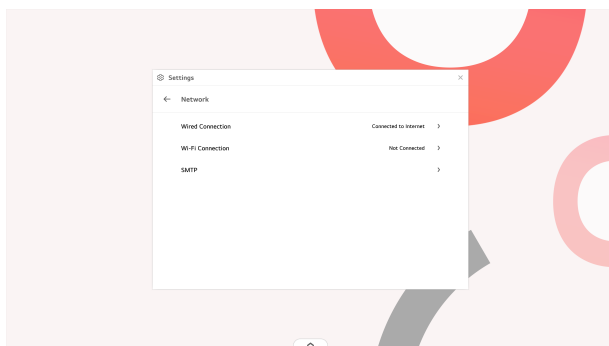 Settings
Network
Wired Connection Connected to Internet
Wi-Fi Connection Not Connected
SMTP